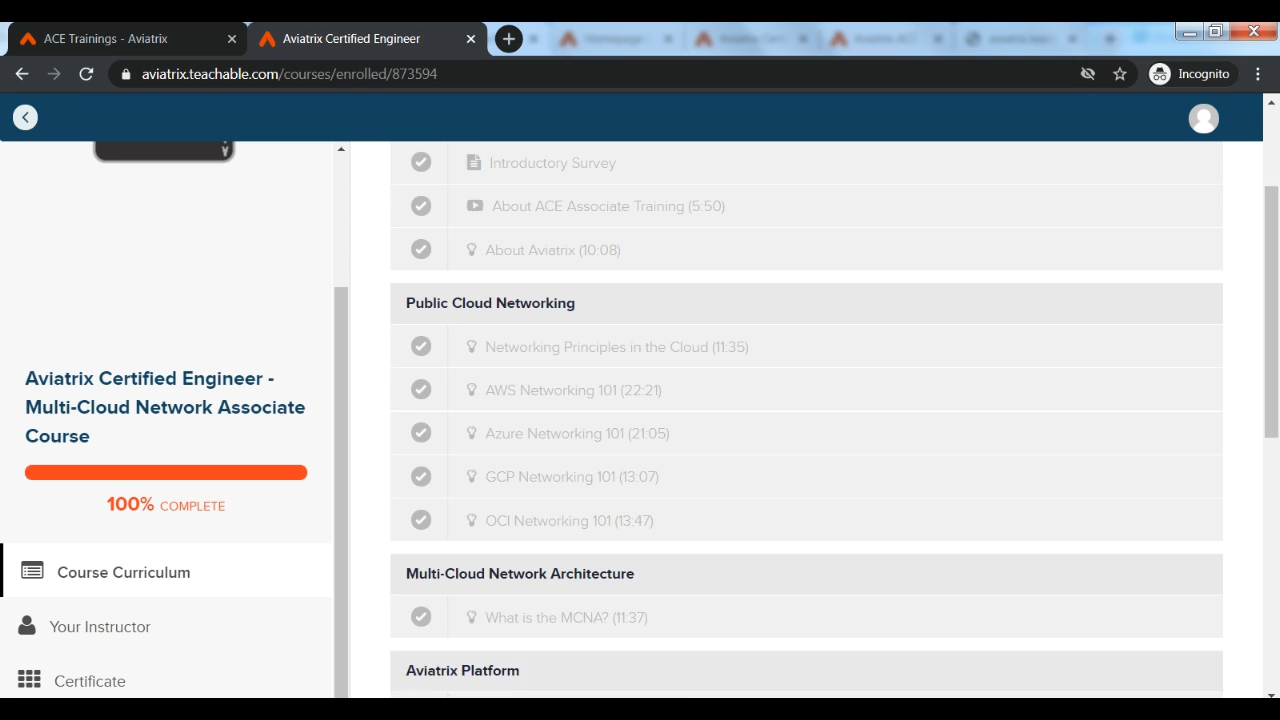 ACE Trainings - Aviatrix
Aviatrix Certified Engineer
aviatrix.teachable.com/courses/enrolled/873594
Incognito
Introductory Survey
About ACE Associate Training (5:50)
About Aviatrix (10:08)
Public Cloud Networking
Networking Principles in the Cloud (11:35)
AWS Networking 101 (22:21)
Azure Networking 101 (21:05)
GCP Networking 101 (13:07)
OCI Networking 101 (13:47)
Multi-Cloud Network Architecture
What is the MCNA? (11:37)
Aviatrix Platform
Aviatrix Certified Engineer -
Multi-Cloud Network Associate
Course
100% COMPLETE
Course Curriculum
Your Instructor
Certificate